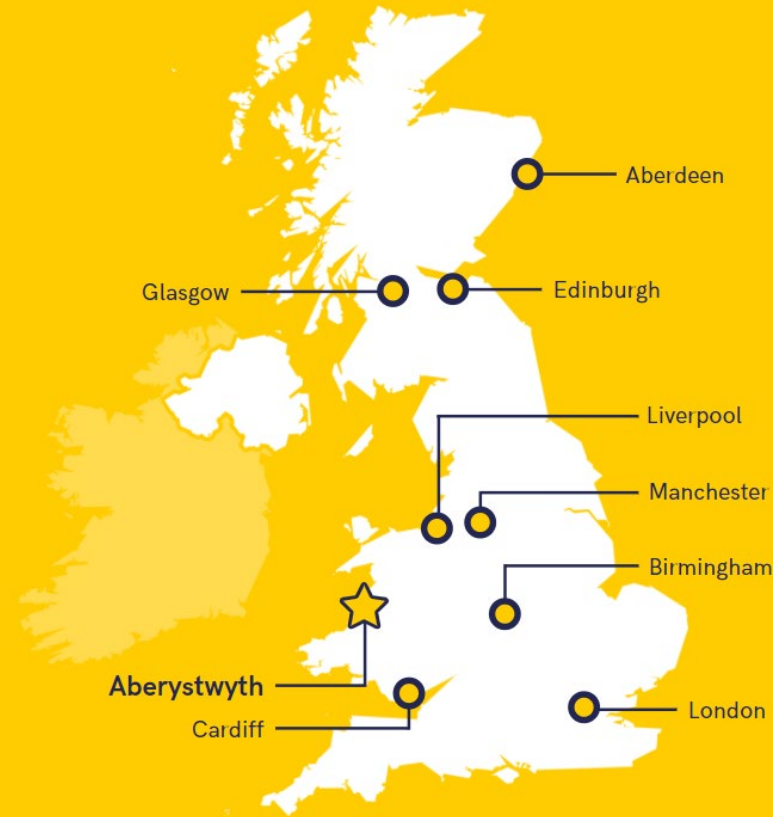 Aberdeen
Glasgow
Edinburgh
Liverpool
Manchester
Birmingham
Aberystwyth
Cardiff
London